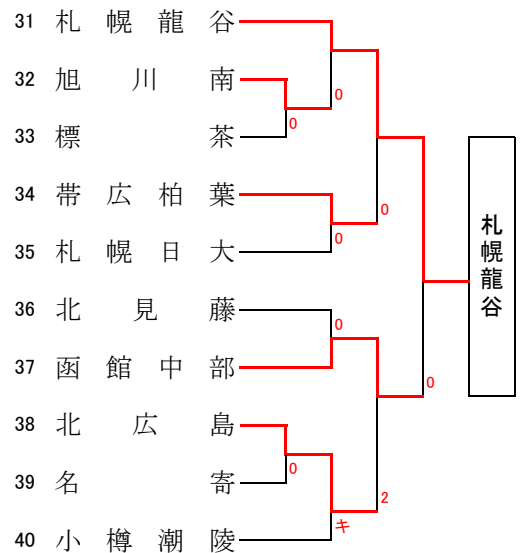 31 札幌龍谷
32 旭川南
0
33 標茶
0
34 帯広柏葉
0
35 札幌日大
0
札幌龍谷
36 北見藤
0
37 函館中部
0
38 北広島
39 名寄
0
2
40 小樽潮陵
キ